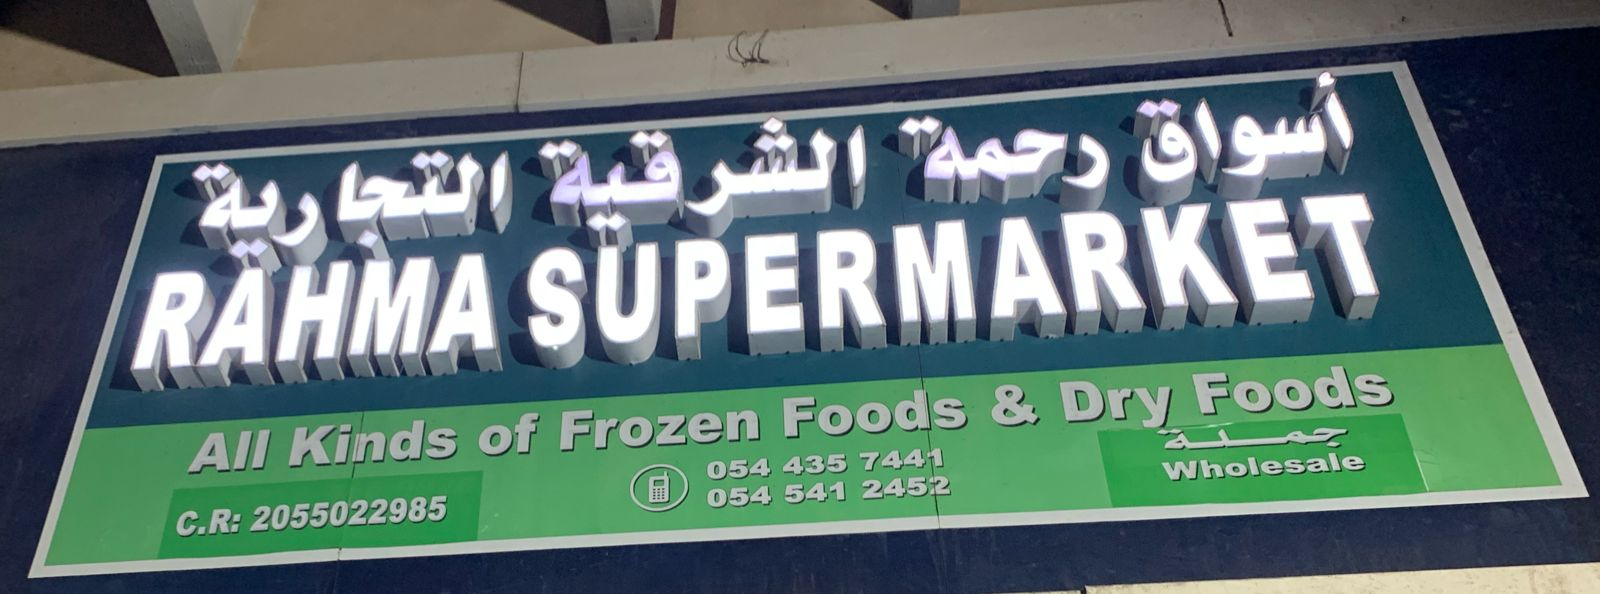 أسواق رحمة الشرقية التجارية
RAHMA SUPERMARKET
All Kinds of Frozen Foods & Dry Foods
C.R: 2055022985
054 435 7441
054 541 2452
جملة
Wholesale